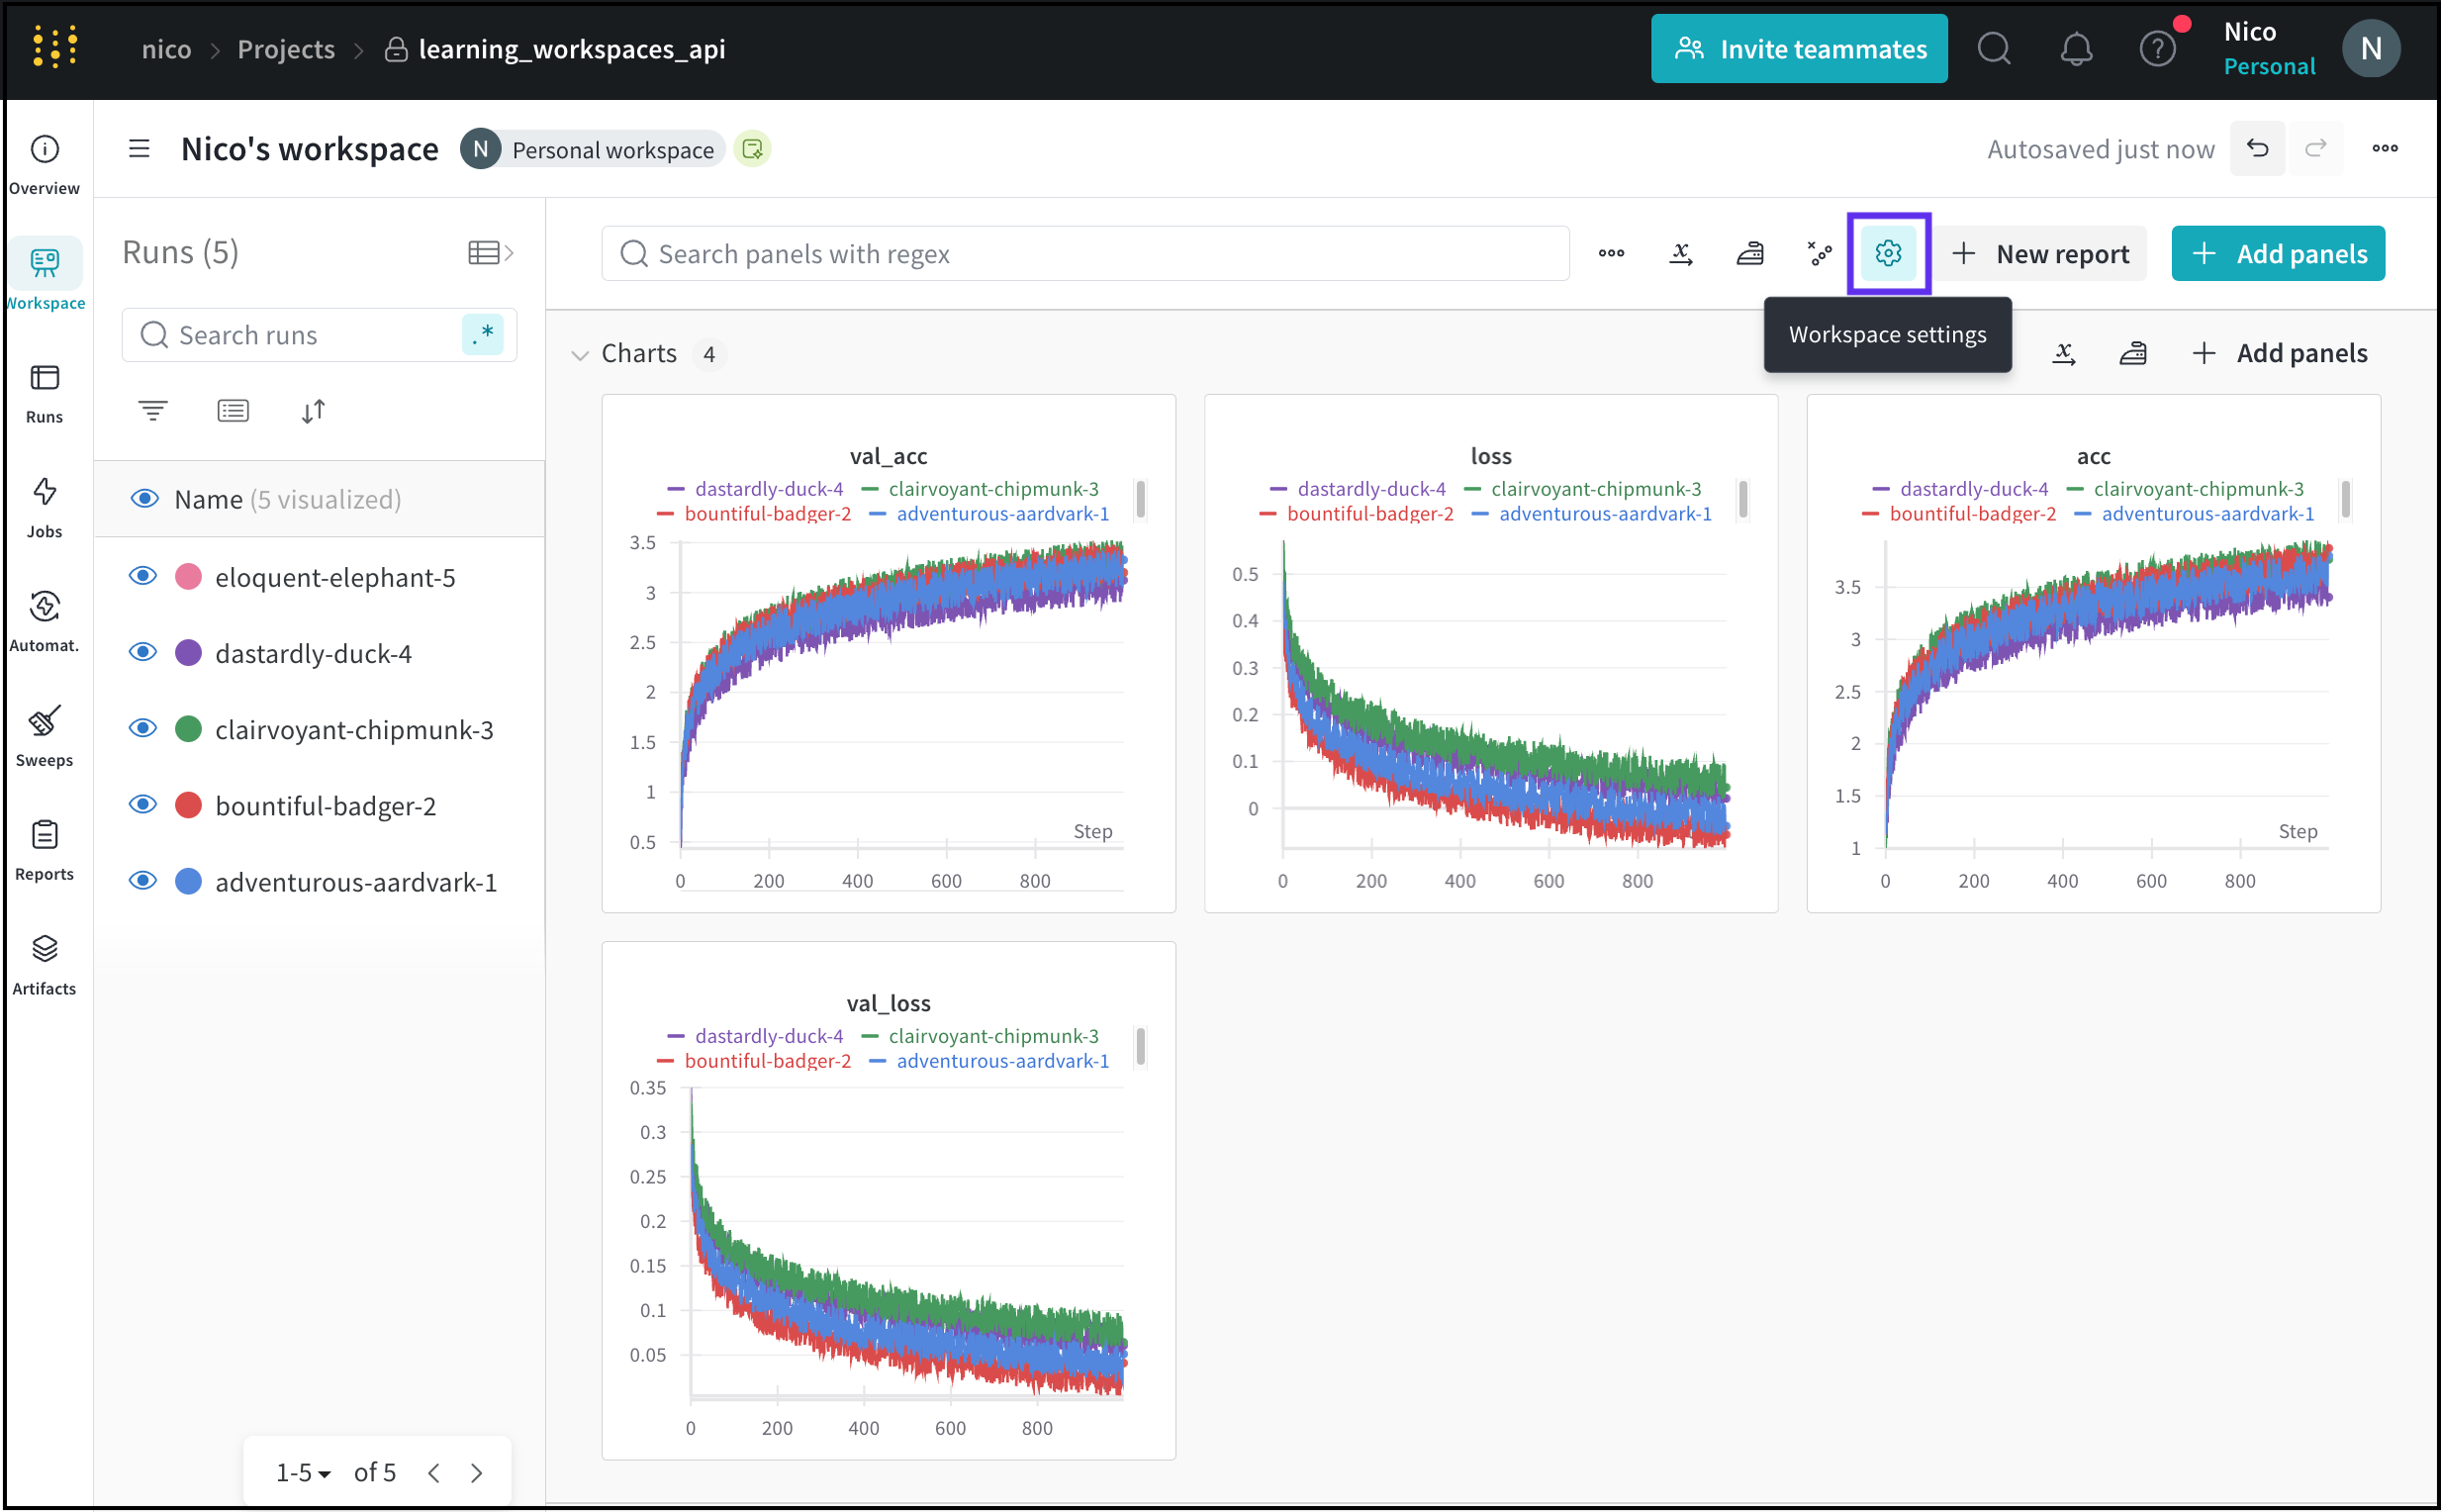 nico > Projects > learning_workspaces_api
Invite teammates
Nico
Personal
N
Nico's workspace
N Personal workspace
Autosaved just now
Overview
Workspace
Runs
Jobs
Automat.
Sweeps
Reports
Artifacts
Runs (5)
Search runs
.*
Name (5 visualized)
eloquent-elephant-5
dastardly-duck-4
clairvoyant-chipmunk-3
bountiful-badger-2
adventurous-aardvark-1
1-5 of 5
Search panels with regex
x
+ New report
+ Add panels
Workspace settings
Charts 4
x
+ Add panels
val_acc
dastardly-duck-4 clairvoyant-chipmunk-3
bountiful-badger-2 adventurous-aardvark-1
3.5
3
2.5
2
1.5
1
0.5
Step
0 200 400 600 800
loss
dastardly-duck-4 clairvoyant-chipmunk-3
bountiful-badger-2 adventurous-aardvark-1
0.5
0.4
0.3
0.2
0.1
0
0 200 400 600 800
acc
dastardly-duck-4 clairvoyant-chipmunk-3
bountiful-badger-2 adventurous-aardvark-1
3.5
3
2.5
2
1.5
1
Step
0 200 400 600 800
val_loss
dastardly-duck-4 clairvoyant-chipmunk-3
bountiful-badger-2 adventurous-aardvark-1
0.35
0.3
0.25
0.2
0.15
0.1
0.05
0 200 400 600 800